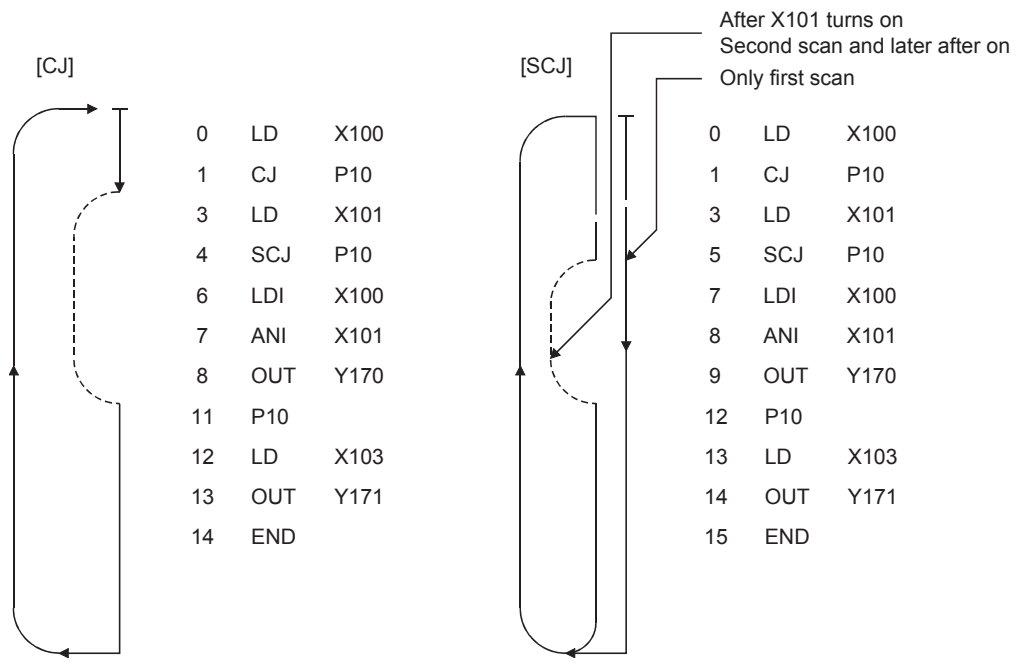 After X101 turns on
Second scan and later after on
Only first scan
[CJ]
0 LD X100
1 CJ P10
3 LD X101
4 SCJ P10
6 LDI X100
7 ANI X101
8 OUT Y170
11 P10
12 LD X103
13 OUT Y171
14 END
[SCJ]
0 LD X100
1 CJ P10
3 LD X101
5 SCJ P10
7 LDI X100
8 ANI X101
9 OUT Y170
12 P10
13 LD X103
14 OUT Y171
15 END